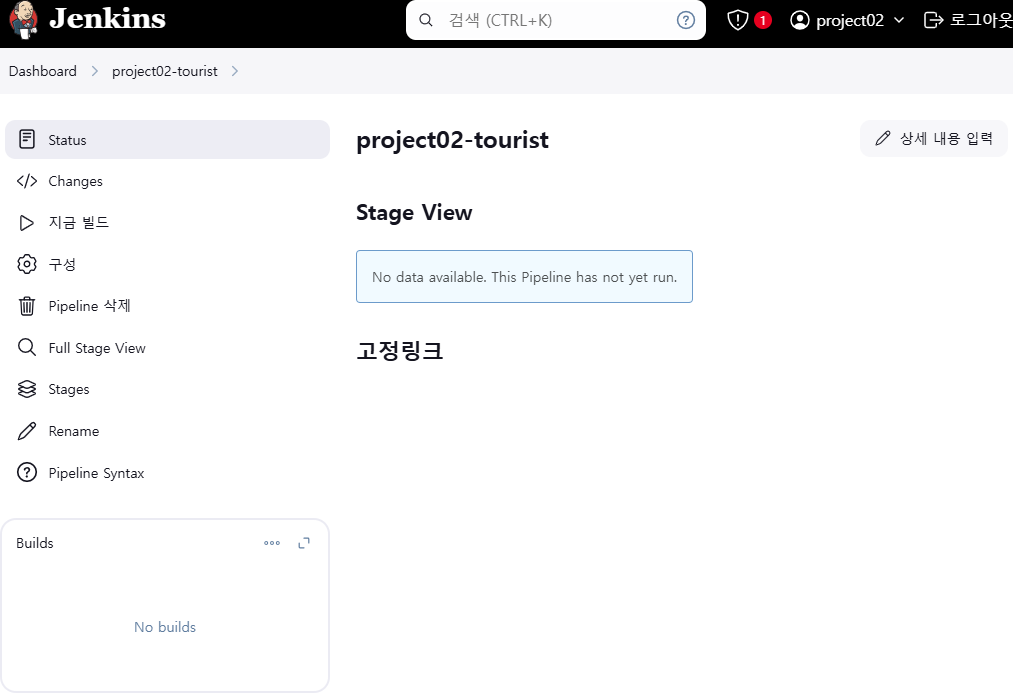 Jenkins
검색 (CTRL+K)
1
project02
로그아웃
Dashboard
project02-tourist
Status
Changes
지금 빌드
구성
Pipeline 삭제
Full Stage View
Stages
Rename
Pipeline Syntax
Builds
No builds
project02-tourist
상세 내용 입력
Stage View
No data available. This Pipeline has not yet run.
고정링크